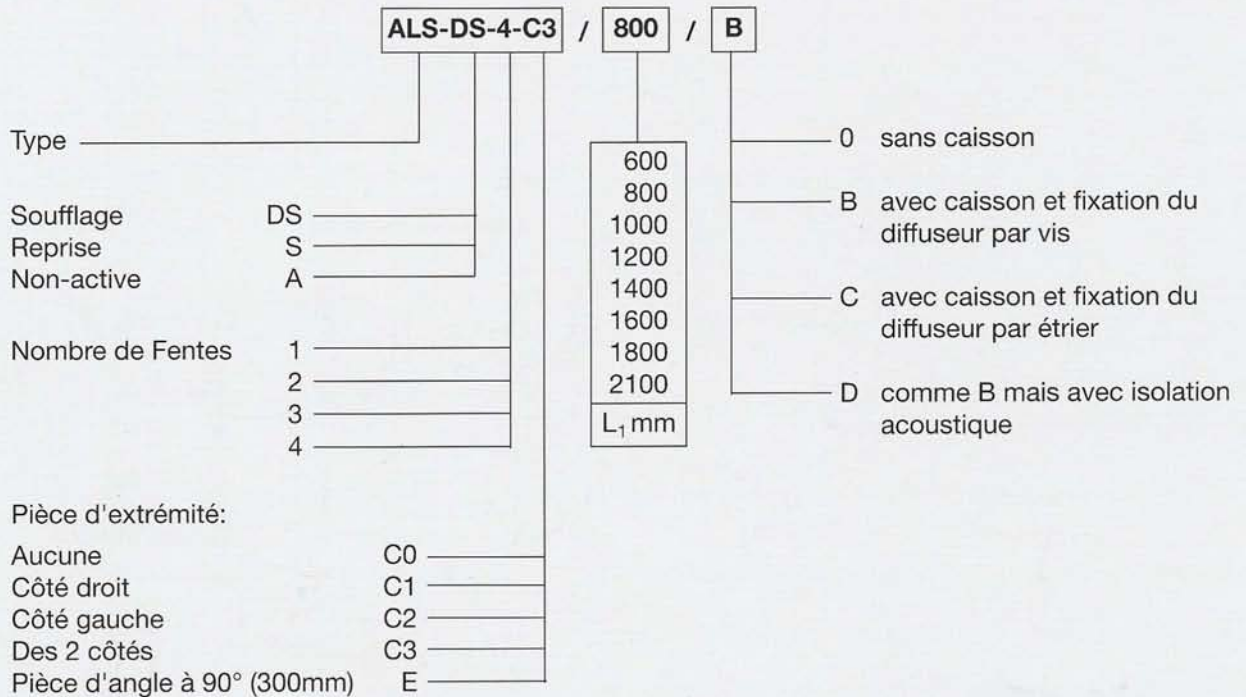 ALS-DS-4-C3 / 800 / B
Type
Soufflage DS
Reprise S
Non-active A
Nombre de Fentes 1
2
3
4
Pièce d'extrémité:
Aucune C0
Côté droit C1
Côté gauche C2
Des 2 côtés C3
Pièce d'angle à 90° (300mm) E
600
800
1000
1200
1400
1600
1800
2100
L₁ mm
0 sans caisson
B avec caisson et fixation du
diffuseur par vis
C avec caisson et fixation du
diffuseur par étrier
D comme B mais avec isolation
acoustique